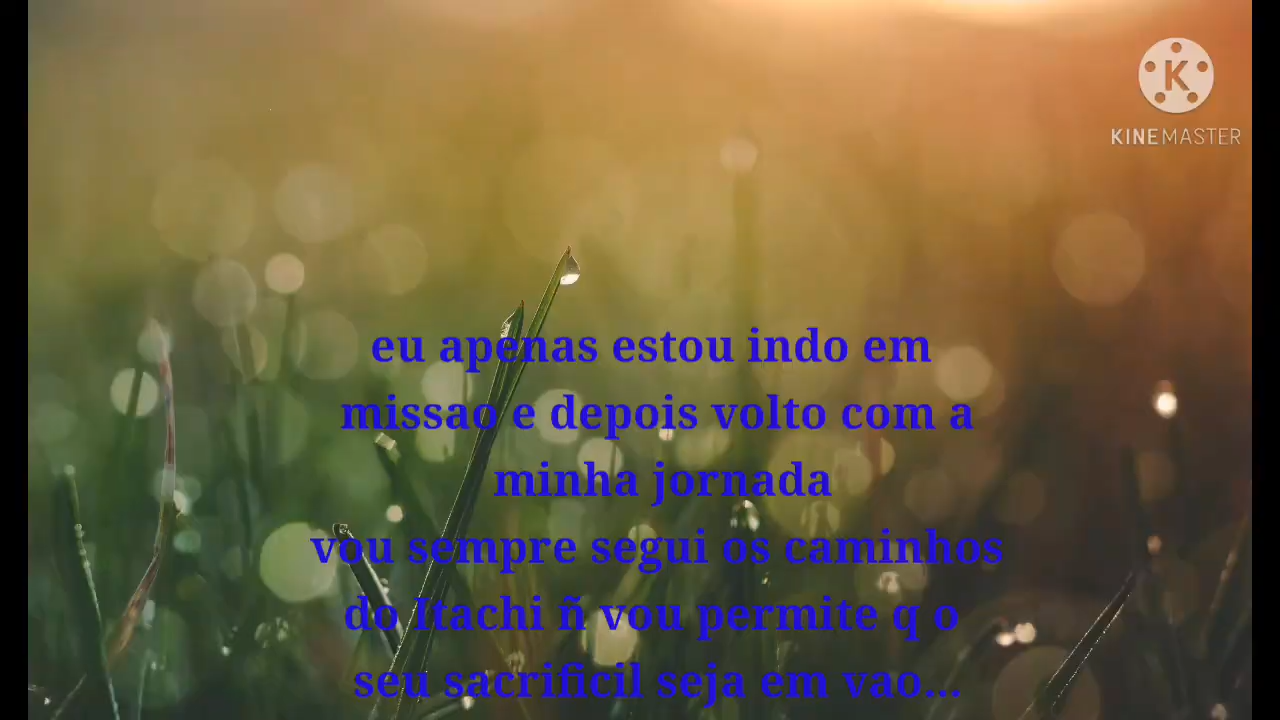 KINEMASTER
eu apenas estou indo em
missao e depois volto com a
minha jornada
vou sempre segui os caminhos
do Itachi ñ vou permite q o
seu sacrificil seja em vao...